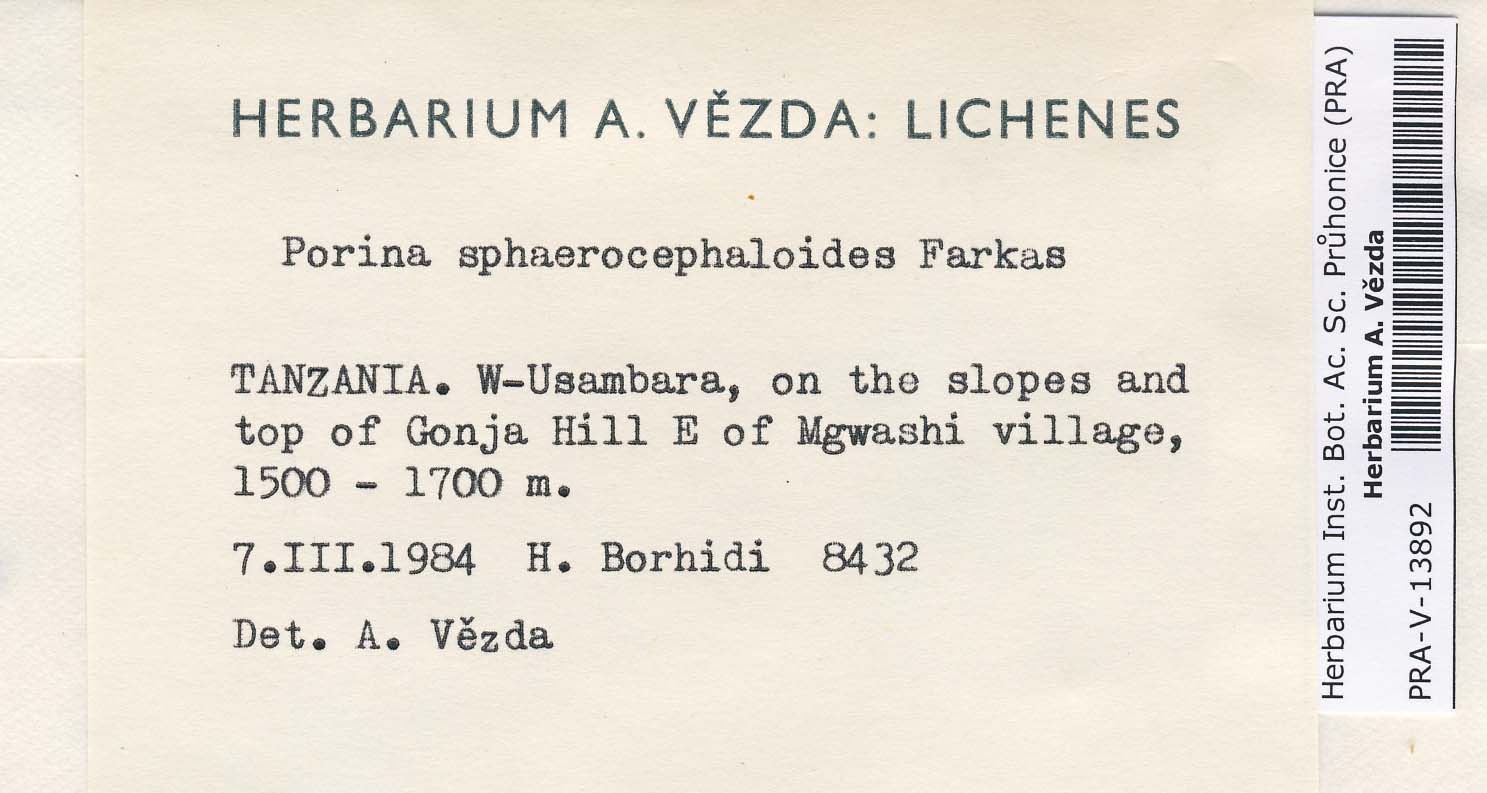 HERBARIUM A. VĚZDA: LICHENES
Porina sphaerocephaloides Farkas
TANZANIA. W-Usambara, on the slopes and
top of Gonja Hill E of Mgwashi village,
1500 - 1700 m.
7.III.1984 H. Borhidi 8432
Det. A. Vězda
Herbarium Inst. Bot. Ac. Sc. Průhonice (PRA)
Herbarium A. Vězda
PRA-V-13892